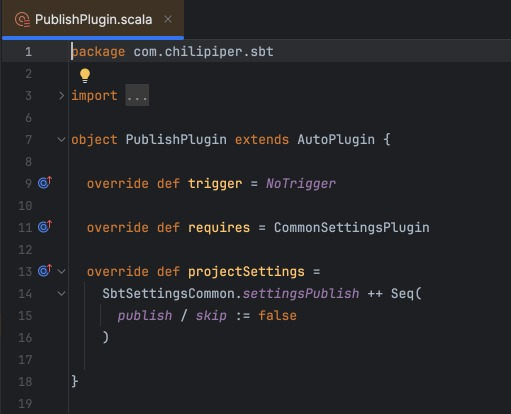 PublishPlugin.scala
1 package com.chilipiper.sbt
2
3 import ...
6
7 object PublishPlugin extends AutoPlugin {
8
9 override def trigger = NoTrigger
10
11 override def requires = CommonSettingsPlugin
12
13 override def projectSettings =
14 SbtSettingsCommon.settingsPublish ++ Seq(
15 publish / skip := false
16 )
17
18 }
19